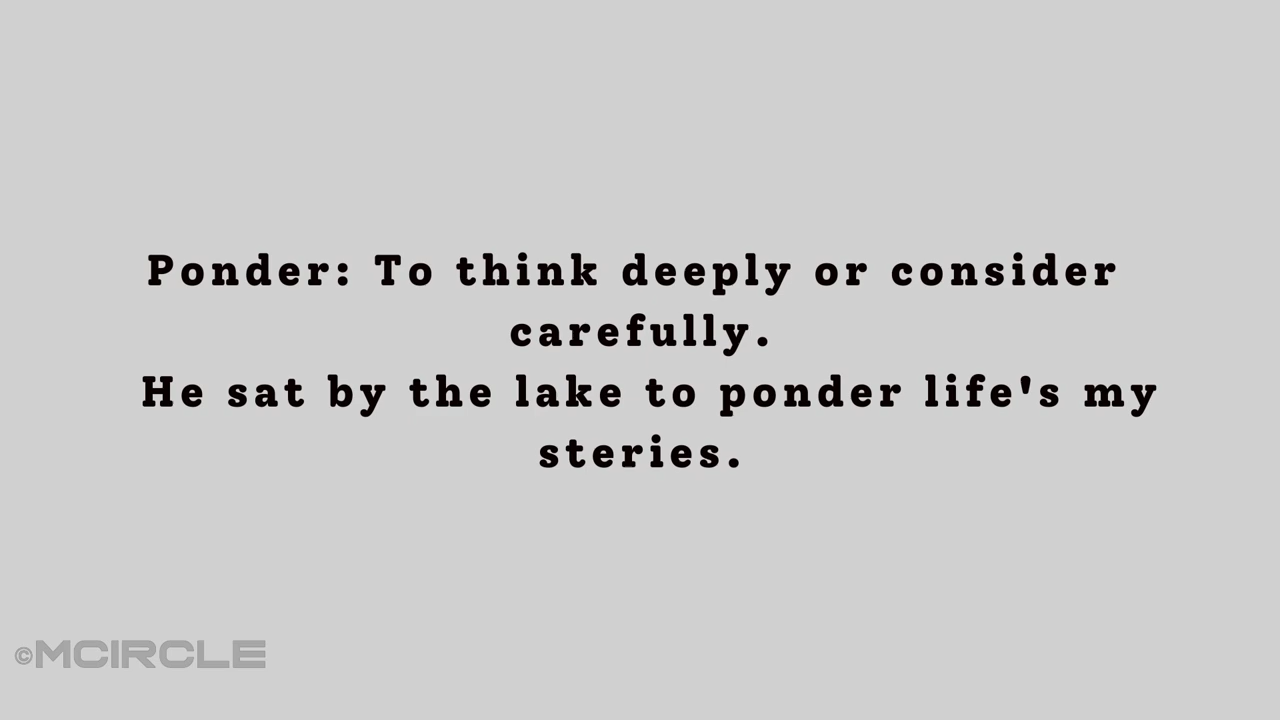 Ponder: To think deeply or consider
carefully.
He sat by the lake to ponder life's my
steries.
©MCIRCLE